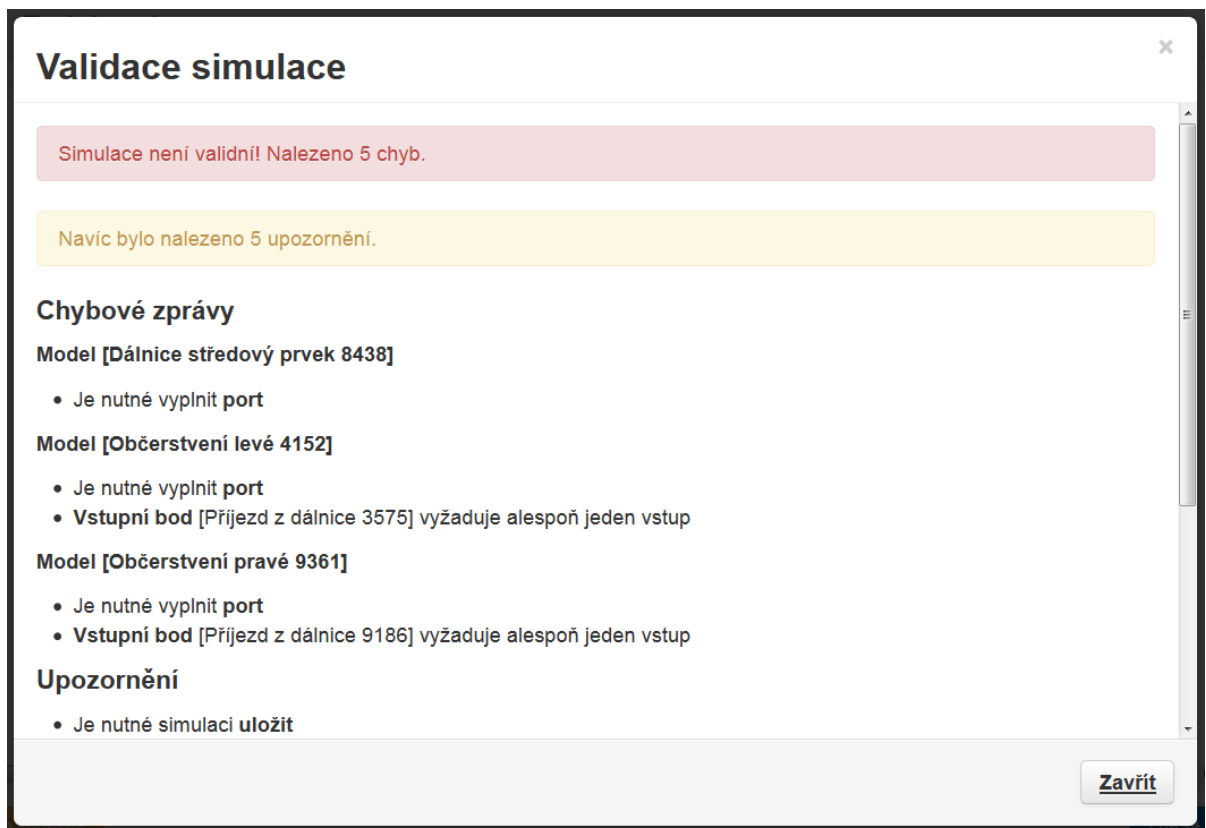 Validace simulace
×
Simulace není validní! Nalezeno 5 chyb.
Navíc bylo nalezeno 5 upozornění.
Chybové zprávy
Model [Dálnice středový prvek 8438]
• Je nutné vyplnit port
Model [Občerstvení levé 4152]
• Je nutné vyplnit port
• Vstupní bod [Příjezd z dálnice 3575] vyžaduje alespoň jeden vstup
Model [Občerstvení pravé 9361]
• Je nutné vyplnit port
• Vstupní bod [Příjezd z dálnice 9186] vyžaduje alespoň jeden vstup
Upozornění
• Je nutné simulaci uložit
Zavřít